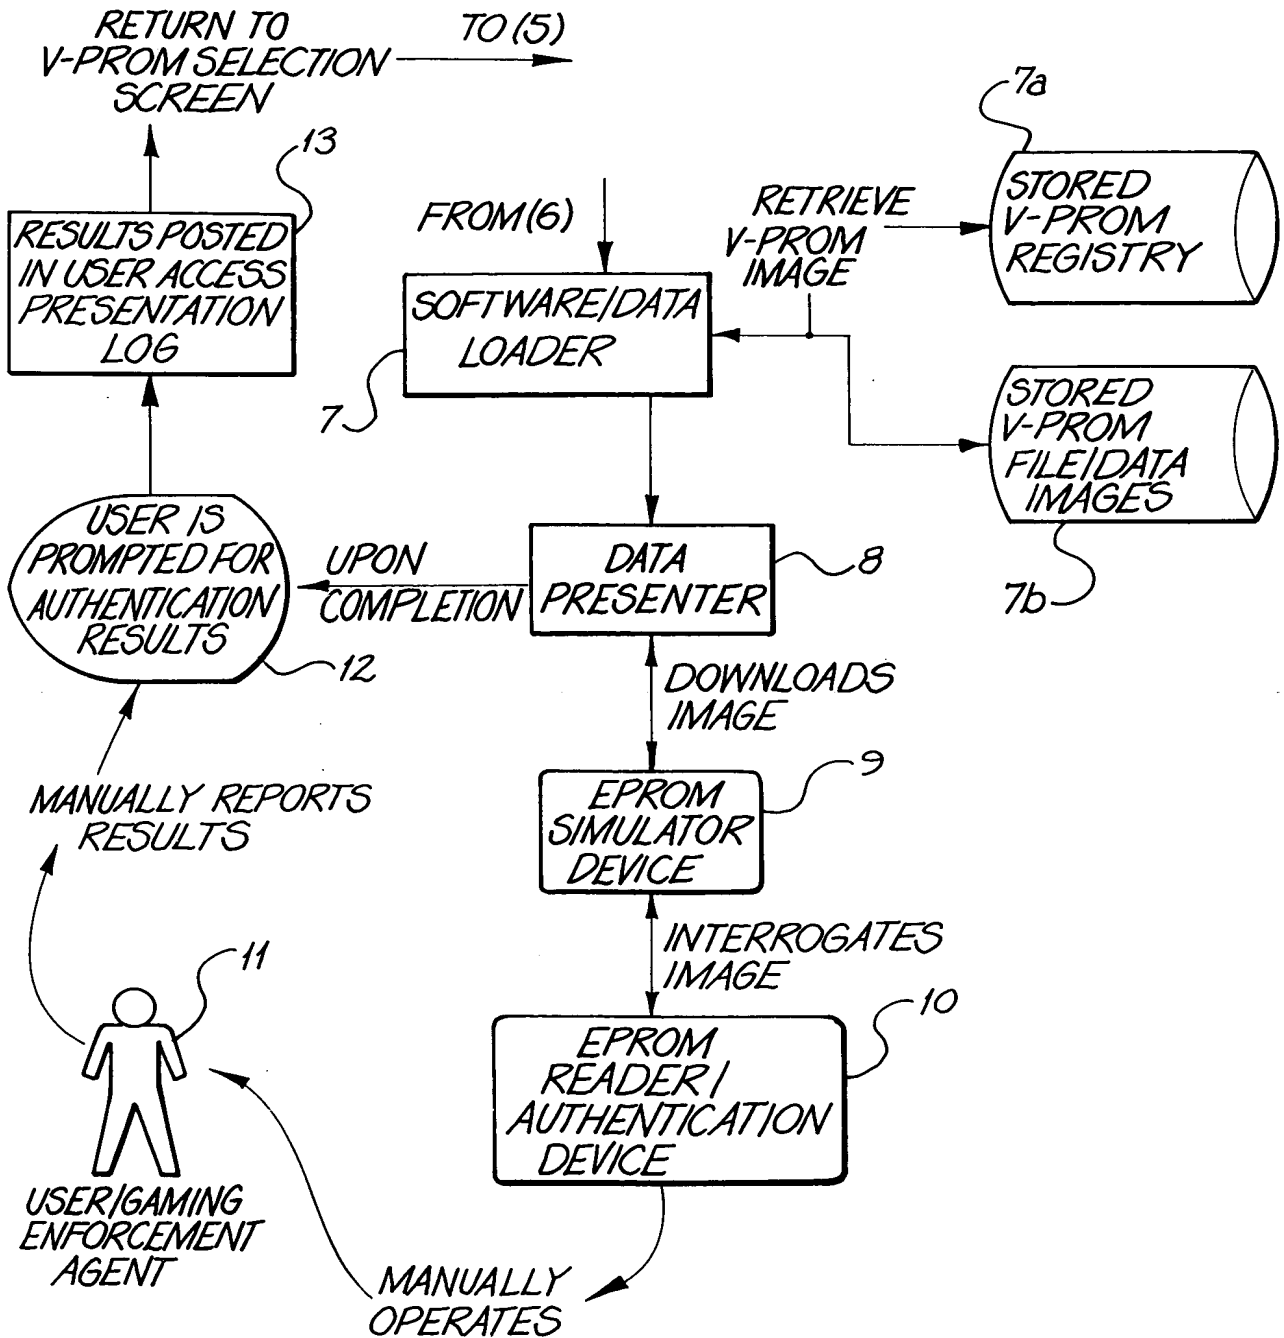 RETURN TO
V-PROM SELECTION
SCREEN
TO (5)
13
RESULTS POSTED
IN USER ACCESS
PRESENTATION
LOG
FROM (6)
RETRIEVE
V-PROM
IMAGE
7a
STORED
V-PROM
REGISTRY
SOFTWARE/DATA
LOADER
7
STORED
V-PROM
FILE/DATA
IMAGES
7b
USER IS
PROMPTED FOR
AUTHENTICATION
RESULTS
12
UPON
COMPLETION
DATA
PRESENTER
8
DOWNLOADS
IMAGE
MANUALLY REPORTS
RESULTS
EPROM
SIMULATOR
DEVICE
9
INTERROGATES
IMAGE
11
EPROM
READER/
AUTHENTICATION
DEVICE
10
USER/GAMING
ENFORCEMENT
AGENT
MANUALLY
OPERATES